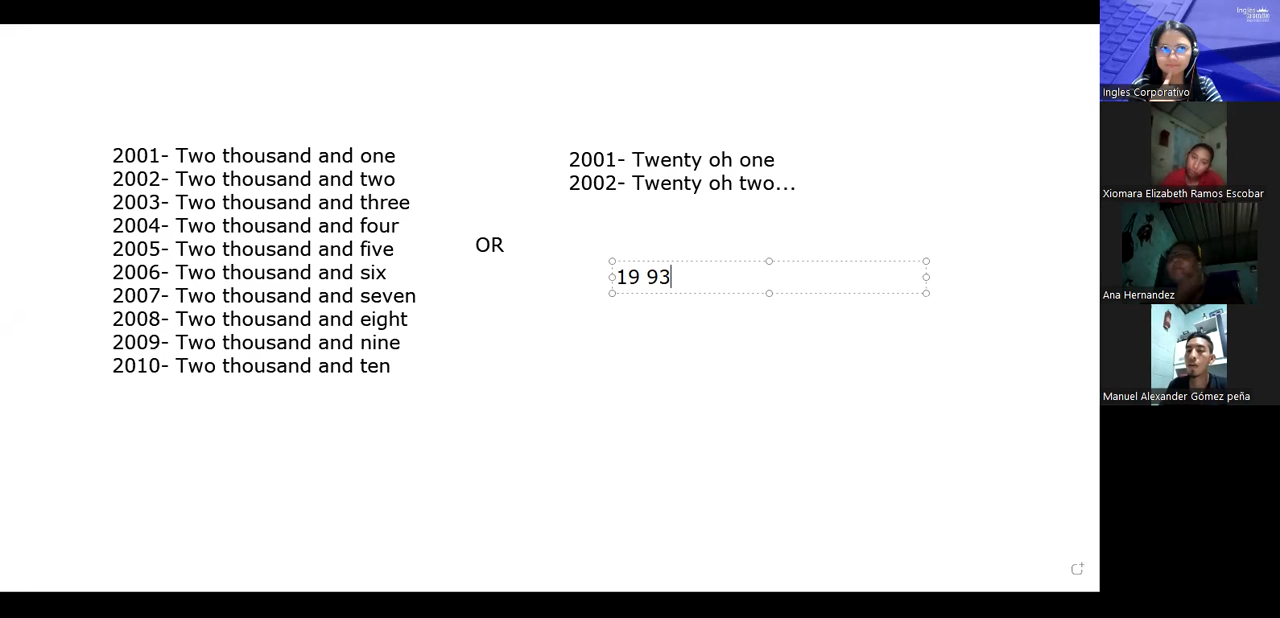 2001- Two thousand and one
2002- Two thousand and two
2003- Two thousand and three
2004- Two thousand and four
2005- Two thousand and five
2006- Two thousand and six
2007- Two thousand and seven
2008- Two thousand and eight
2009- Two thousand and nine
2010- Two thousand and ten
OR
2001- Twenty oh one
2002- Twenty oh two...
19 93
Ingles
Ingles Corporativo
Xiomara Elizabeth Ramos Escobar
Ana Hernandez
Manuel Alexander Gómez peña